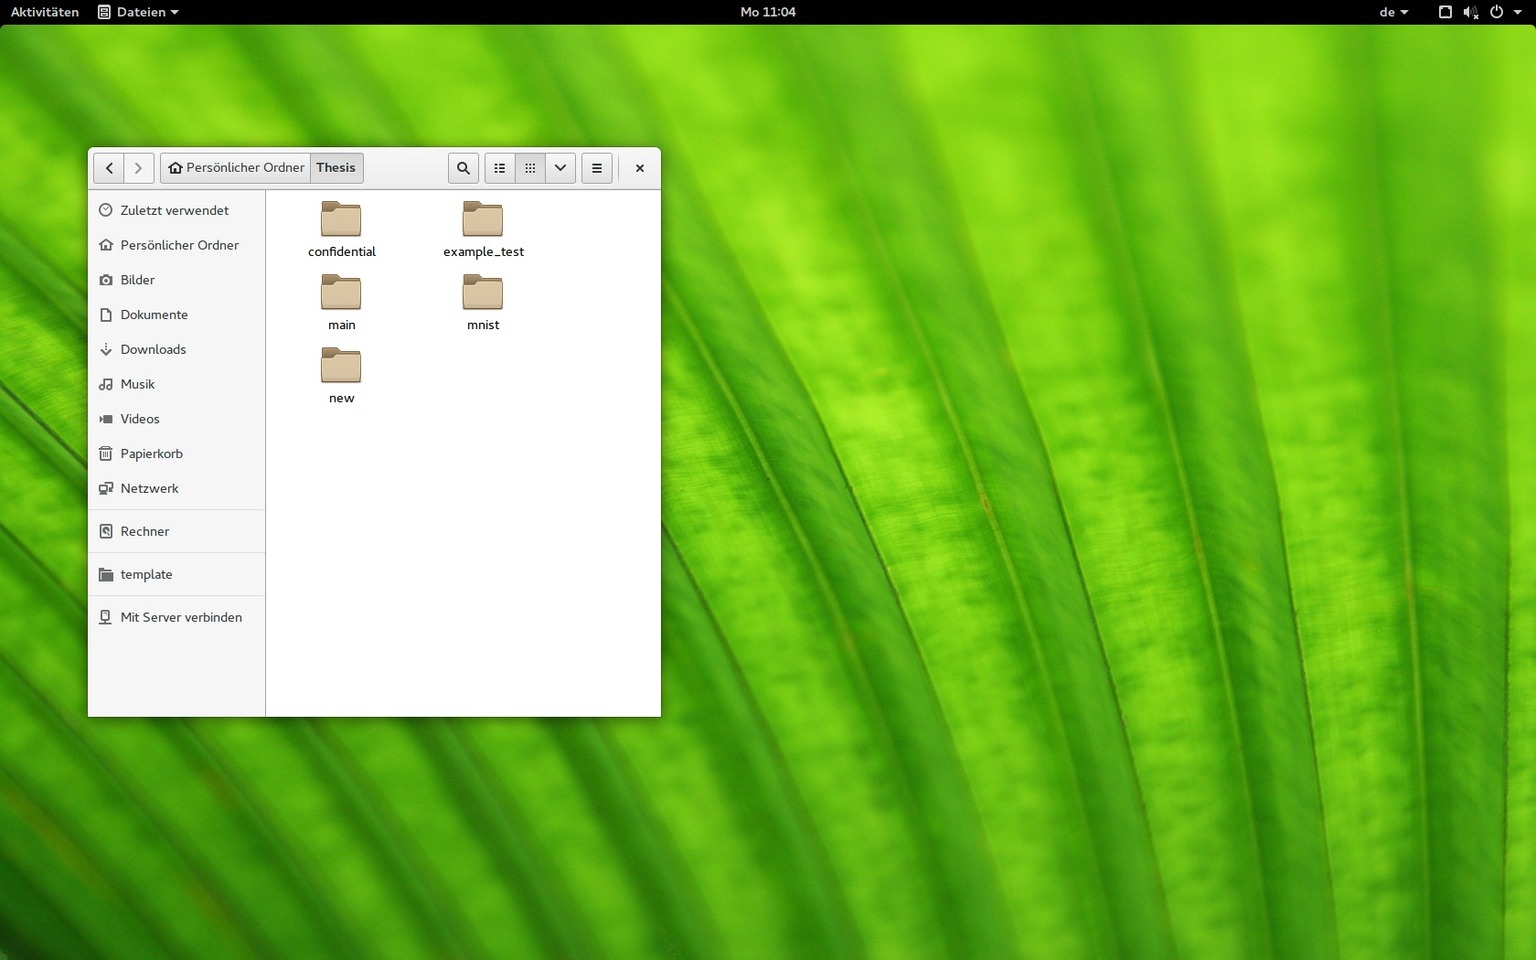 Aktivitäten Dateien Mo 11:04 de
Persönlicher Ordner Thesis
Zuletzt verwendet
Persönlicher Ordner
Bilder
Dokumente
Downloads
Musik
Videos
Papierkorb
Netzwerk
Rechner
template
Mit Server verbinden
confidential example_test
main mnist
new